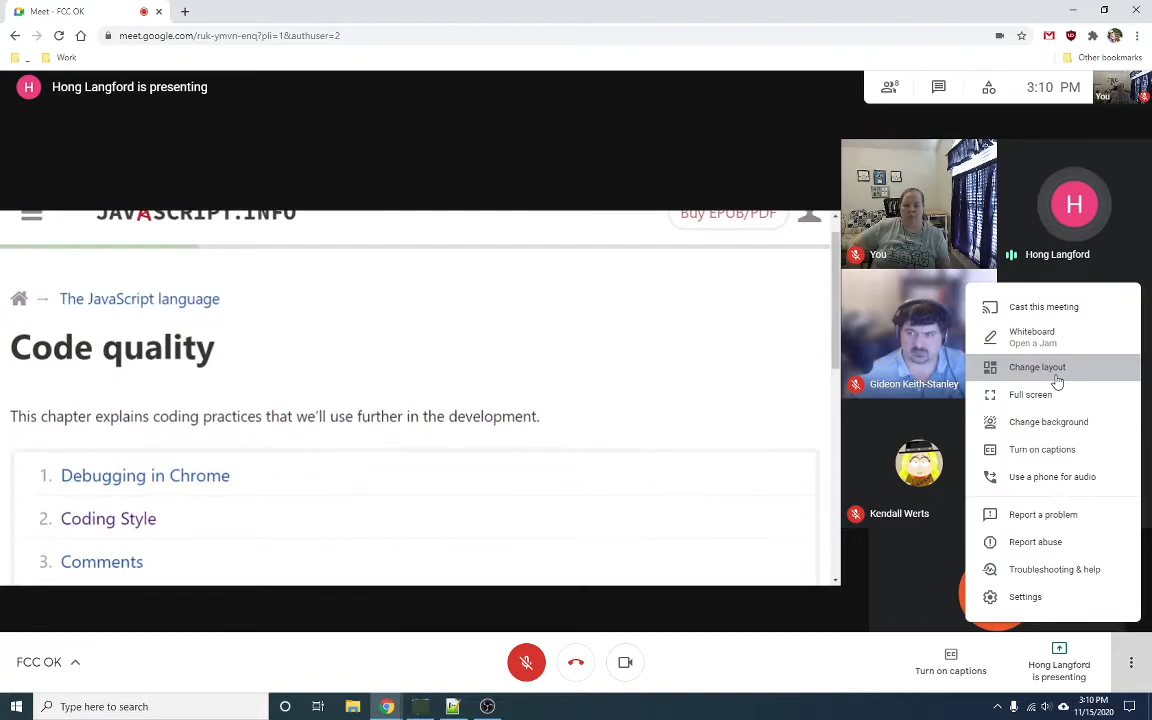 Meet - FCC OK
meet.google.com/ruk-ymvn-enq?pli=1&authuser=2
Work
Other bookmarks
H
Hong Langford is presenting
8
3:10 PM
You
JAVASCRIPT.INFO
Buy EPUB/PDF
The JavaScript language
Code quality
This chapter explains coding practices that we'll use further in the development.
1. Debugging in Chrome
2. Coding Style
3. Comments
You
H
Hong Langford
Gideon Keith-Stanley
Kendall Werts
Cast this meeting
Whiteboard
Open a Jam
Change layout
Full screen
Change background
Turn on captions
Use a phone for audio
Report a problem
Report abuse
Troubleshooting & help
Settings
FCC OK
Turn on captions
Hong Langford
is presenting
Type here to search
3:10 PM
11/15/2020